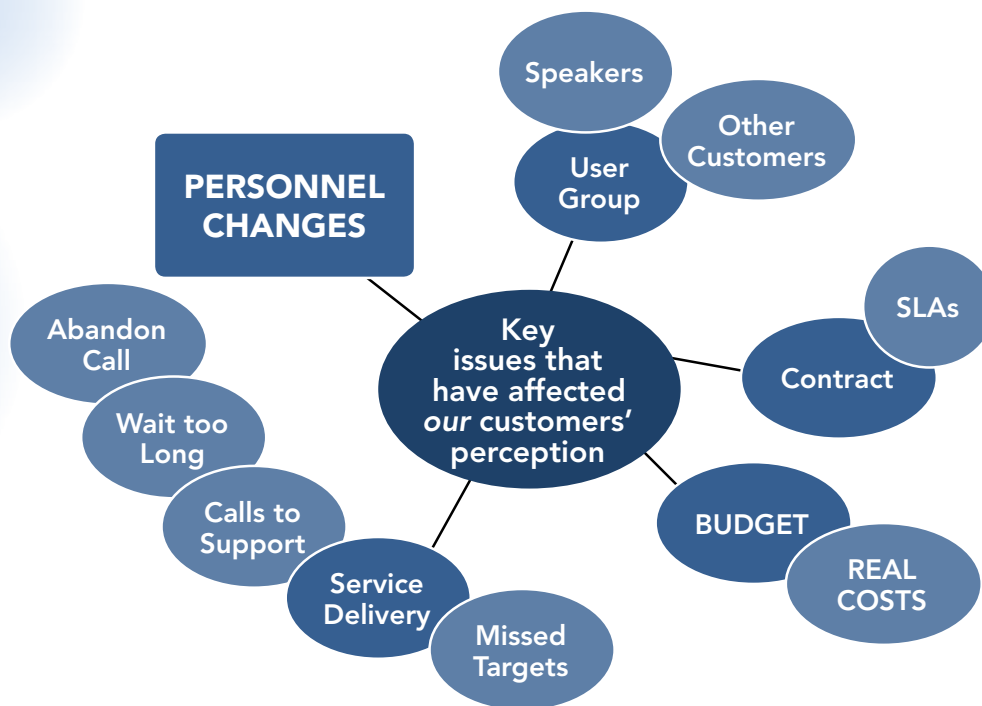 Speakers
Other
Customers
User
Group
PERSONNEL
CHANGES
SLAs
Contract
Key
issues that
have affected
our customers’
perception
Abandon
Call
Wait too
Long
Calls to
Support
Service
Delivery
Missed
Targets
BUDGET
REAL
COSTS